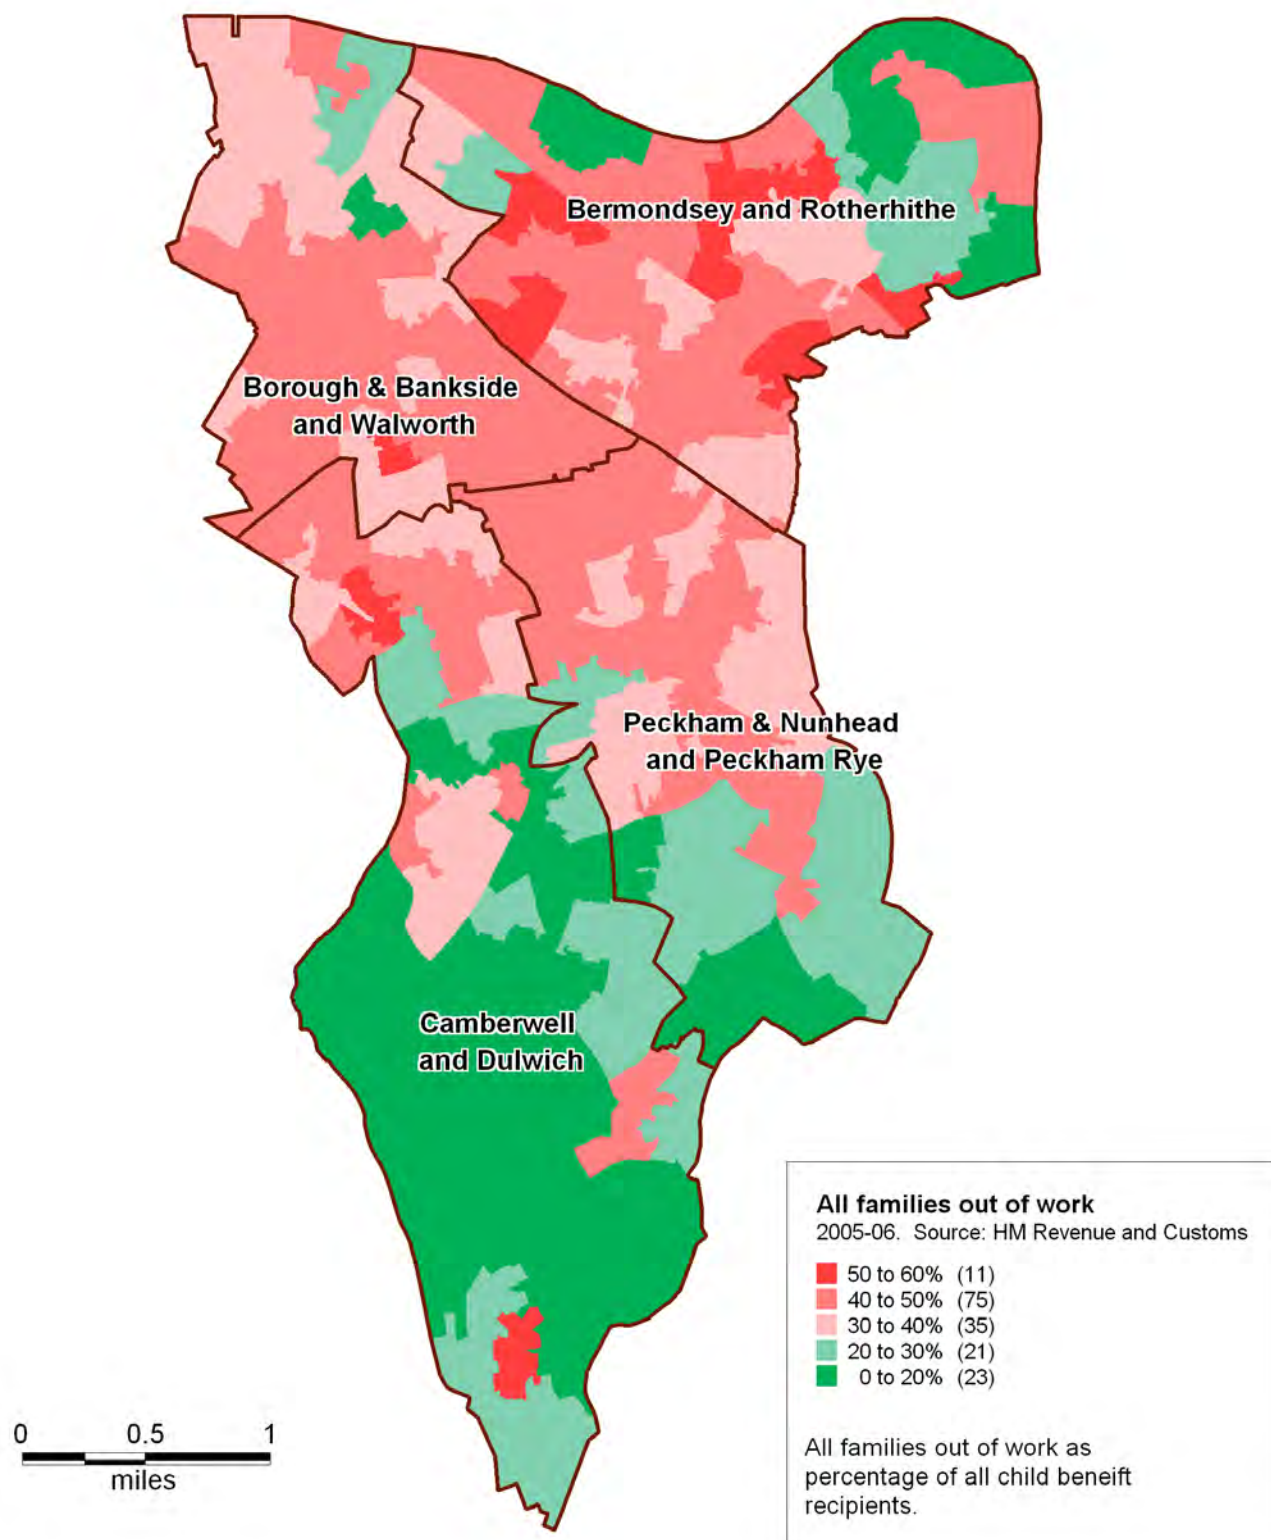 Bermondsey and Rotherhithe
Borough & Bankside
and Walworth
Peckham & Nunhead
and Peckham Rye
Camberwell
and Dulwich
All families out of work
2005-06. Source: HM Revenue and Customs
50 to 60% (11)
40 to 50% (75)
30 to 40% (35)
20 to 30% (21)
0 to 20% (23)
All families out of work as
percentage of all child beneift
recipients.
0 0.5 1
miles